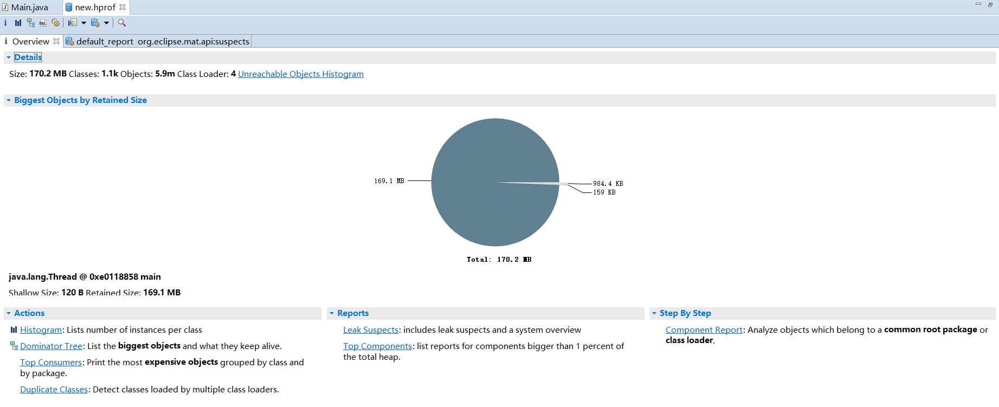 Main.java new.hprof
Overview default_report org.eclipse.mat.api:suspects
Details
Size: 170.2 MB Classes: 1.1k Objects: 5.9m Class Loader: 4 Unreachable Objects Histogram
Biggest Objects by Retained Size
169.1 MB
984.4 KB
159 KB
Total: 170.2 MB
java.lang.Thread @ 0xe0118858 main
Shallow Size: 120 B Retained Size: 169.1 MB
Actions
Histogram: Lists number of instances per class
Dominator Tree: List the biggest objects and what they keep alive.
Top Consumers: Print the most expensive objects grouped by class and
by package.
Duplicate Classes: Detect classes loaded by multiple class loaders.
Reports
Leak Suspects: includes leak suspects and a system overview
Top Components: list reports for components bigger than 1 percent of
the total heap.
Step By Step
Component Report: Analyze objects which belong to a common root package or
class loader.